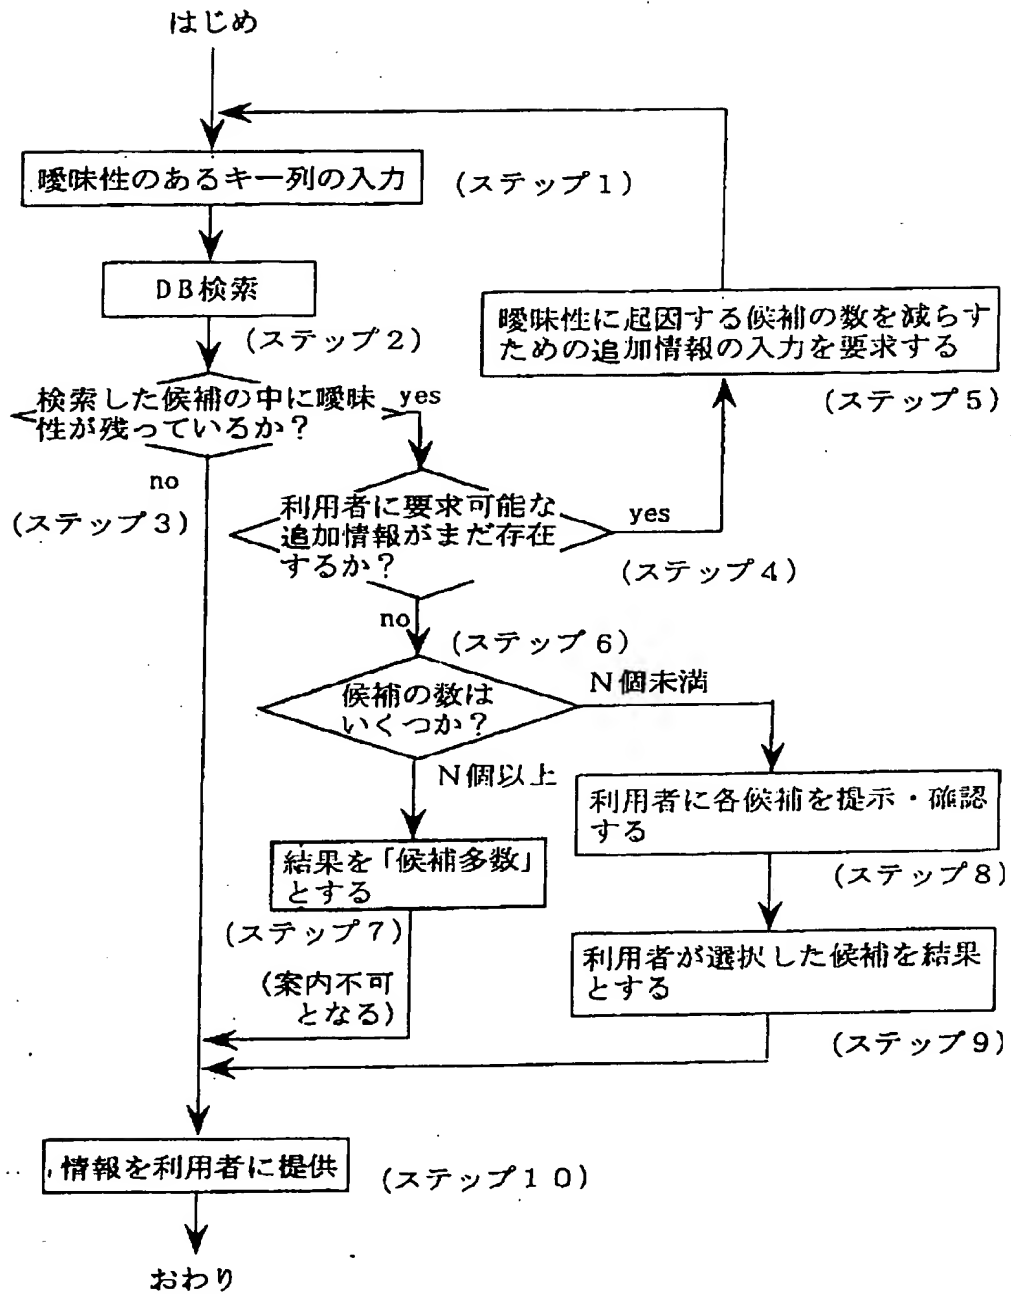 はじめ
曖昧性のあるキー列の入力
(ステップ1)
DB検索
(ステップ2)
曖昧性に起因する候補の数を減らす
ための追加情報の入力を要求する
(ステップ5)
検索した候補の中に曖昧
性が残っているか?
yes
no
(ステップ3)
利用者に要求可能な
追加情報がまだ存在
するか?
yes
(ステップ4)
no
(ステップ6)
候補の数は
いくつか?
N個未満
N個以上
利用者に各候補を提示・確認
する
(ステップ8)
結果を「候補多数」
とする
(ステップ7)
(案内不可
となる)
利用者が選択した候補を結果
とする
(ステップ9)
情報を利用者に提供
(ステップ10)
おわり